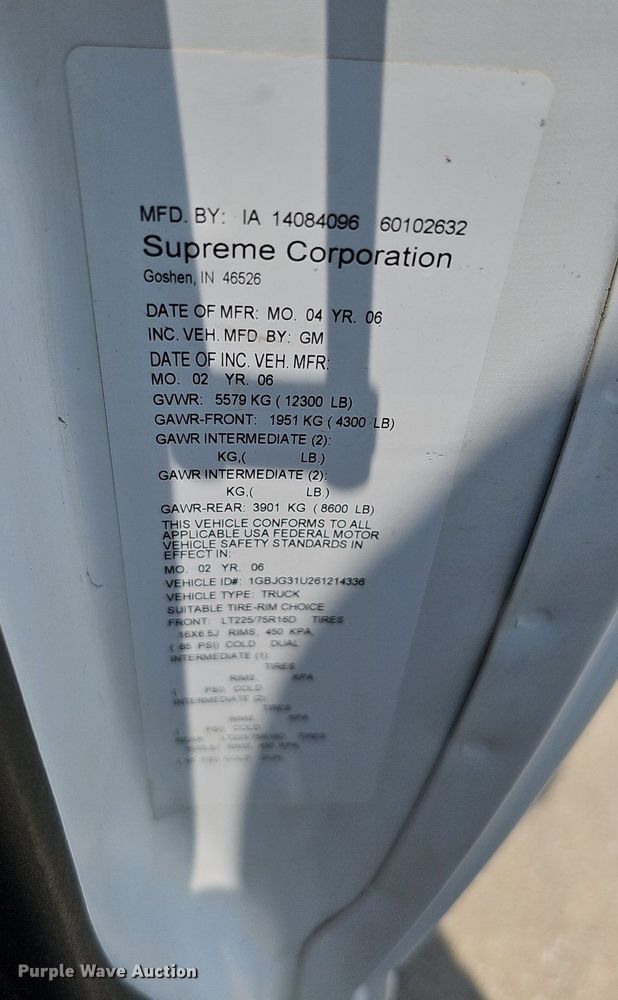 MFD. BY: IA 14084096 60102632
Supreme Corporation
Goshen, IN 46526
DATE OF MFR: MO. 04 YR. 06
INC. VEH. MFD. BY: GM
DATE OF INC. VEH. MFR:
MO. 02 YR. 06
GVWR: 5579 KG ( 12300 LB)
GAWR-FRONT: 1951 KG ( 4300 LB)
GAWR INTERMEDIATE (2):
KG,( LB.)
GAWR INTERMEDIATE (2):
KG,( LB.)
GAWR-REAR: 3901 KG ( 8600 LB)
THIS VEHICLE CONFORMS TO ALL
APPLICABLE USA FEDERAL MOTOR
VEHICLE SAFETY STANDARDS IN
EFFECT IN:
MO. 02 YR. 06
VEHICLE ID#: 1GBJG31U261214336
VEHICLE TYPE: TRUCK
SUITABLE TIRE-RIM CHOICE
FRONT: LT225/75R16D TIRES
16X6.5J RIMS, 450 KPA,
( 65 PSI) COLD DUAL
INTERMEDIATE (1):
TIRES
RIMS, KPA
( PSI) COLD
INTERMEDIATE (2):
TIRES
RIMS, KPA
( PSI) COLD
Purple Wave Auction